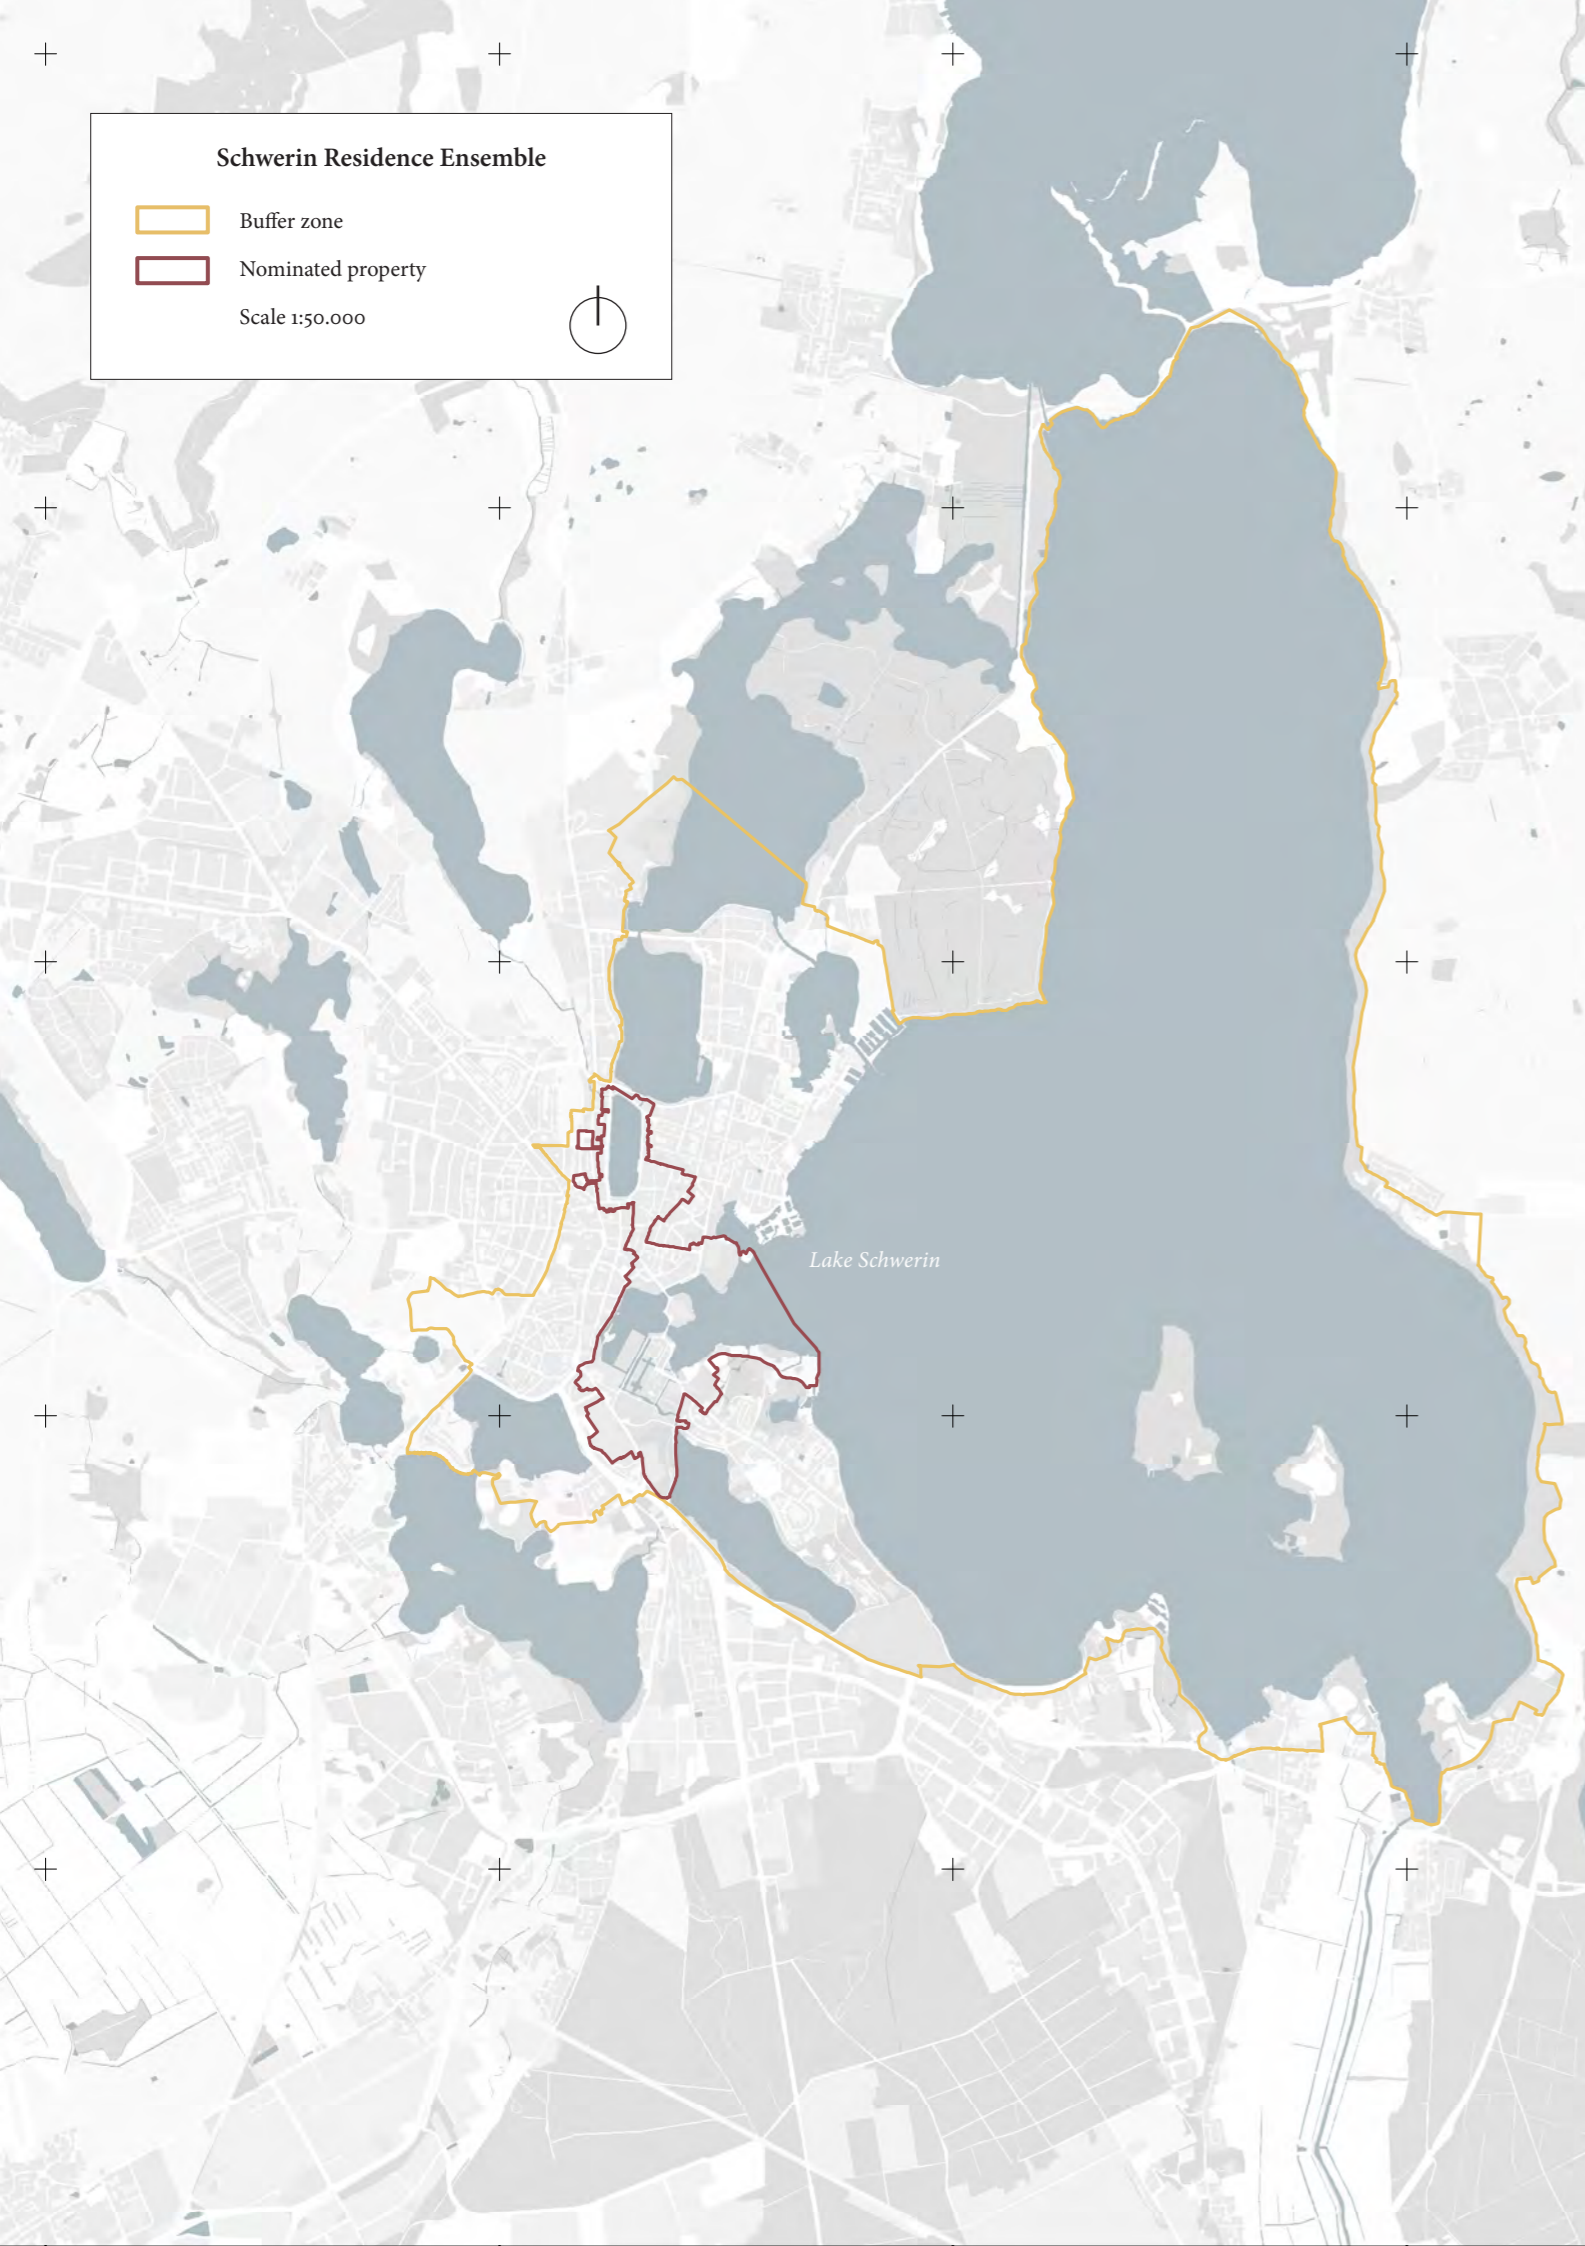 Schwerin Residence Ensemble
Buffer zone
Nominated property
Scale 1:50.000
Lake Schwerin